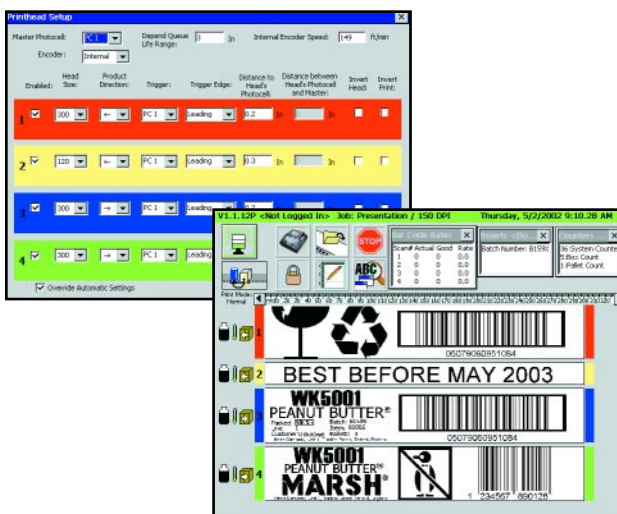 Printhead Setup
Master Photocell: PC 1 Depend Queue Life Range: 3 In Internal Encoder Speed: 149 ft/min
Encoder: Internal
Enabled: Head Size: Product Direction: Trigger: Trigger Edge: Distance to Head's Photocell: Distance between Head's Photocell and Master: Invert Head: Invert Print:
1 300 ← PC 1 Leading 0.2 In In
2 120 ← PC 1 Leading 0.3 In In
3 300 PC 1 Leading
4 300 → PC 1
Override Automatic Settings
V1.1.12P <Not Logged In> Job: Presentation / 150 DPI Thursday, 5/2/2002 9:10:28 AM
STOP
ABC
Bar Code Rates
Scan# Actual Good Rate
1 0 0 0.0
2 0 0 0.0
3 0 0 0.0
4 0 0 0.0
Inserts
Batch Number:
Counters
36:System Counte
5:Box Count
1:Pallet Count
Print Mode:
Normal
1
05079060951084
2 BEST BEFORE MAY 2003
3
WK5001
PEANUT BUTTER®
05079060951084
4
WK5001
PEANUT BUTTER®
MARSH®
1 234567 890128